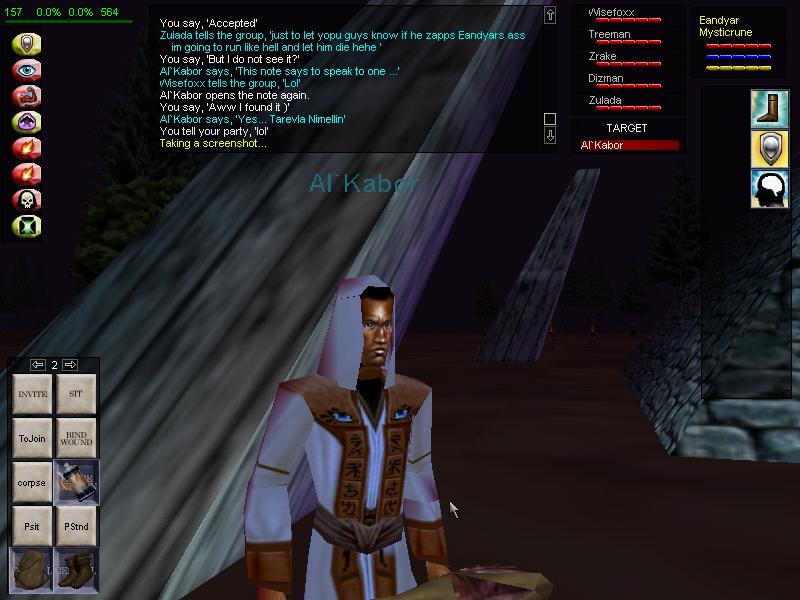 157 0.0% 0.0% 564
You say, 'Accepted'
Zulada tells the group, 'just to let yopu guys know if he zapps Eandyars ass
im going to run like hell and let him die hehe '
You say, 'But I do not see it?'
Al`Kabor says, 'This note says to speak to one ...'
Wisefoxx tells the group, 'Lol'
Al`Kabor opens the note again.
You say, 'Aww I found it )'
Al`Kabor says, 'Yes... Tarevla Nimellin'
You tell your party, 'lol'
Taking a screenshot...
Wisefoxx
Treeman
Zrake
Dizman
Zulada
TARGET
Al`Kabor
Eandyar
Mysticrune
Al`Kabor
2
INVITE
SIT
ToJoin
BIND
WOUND
corpse
Psit
PStnd